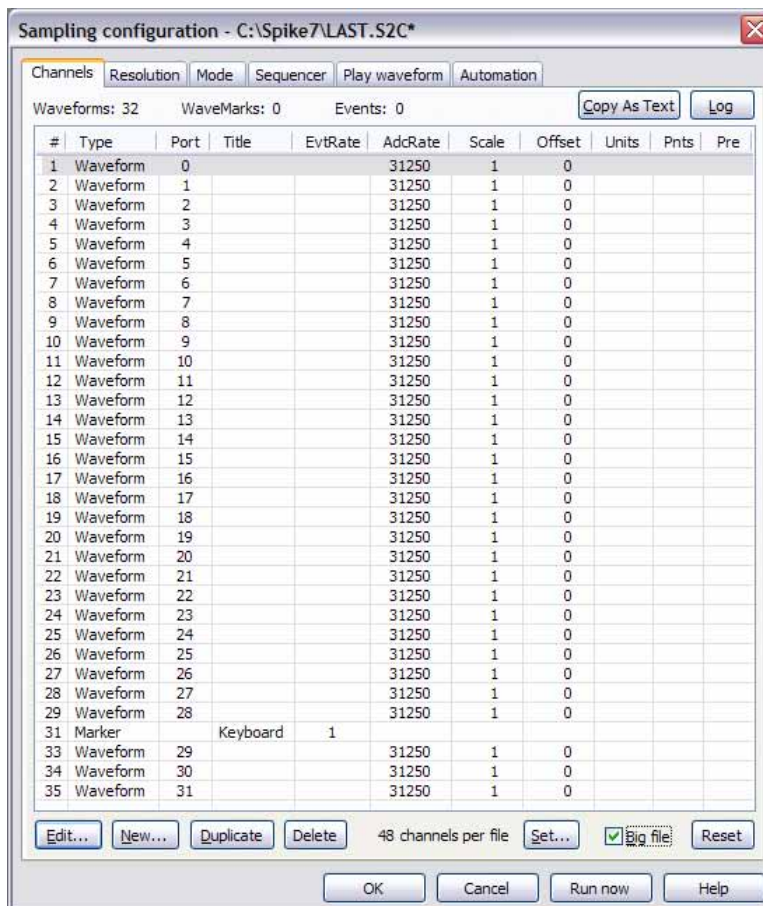 Sampling configuration - C:\Spike7\LAST.S2C*
Channels Resolution Mode Sequencer Play waveform Automation
Waveforms: 32 WaveMarks: 0 Events: 0 Copy As Text Log
# Type Port Title EvtRate AdcRate Scale Offset Units Pnts Pre
1 Waveform 0 31250 1 0
2 Waveform 1 31250 1 0
3 Waveform 2 31250 1 0
4 Waveform 3 31250 1 0
5 Waveform 4 31250 1 0
6 Waveform 5 31250 1 0
7 Waveform 6 31250 1 0
8 Waveform 7 31250 1 0
9 Waveform 8 31250 1 0
10 Waveform 9 31250 1 0
11 Waveform 10 31250 1 0
12 Waveform 11 31250 1 0
13 Waveform 12 31250 1 0
14 Waveform 13 31250 1 0
15 Waveform 14 31250 1 0
16 Waveform 15 31250 1 0
17 Waveform 16 31250 1 0
18 Waveform 17 31250 1 0
19 Waveform 18 31250 1 0
20 Waveform 19 31250 1 0
21 Waveform 20 31250 1 0
22 Waveform 21 31250 1 0
23 Waveform 22 31250 1 0
24 Waveform 23 31250 1 0
25 Waveform 24 31250 1 0
26 Waveform 25 31250 1 0
27 Waveform 26 31250 1 0
28 Waveform 27 31250 1 0
29 Waveform 28 31250 1 0
31 Marker Keyboard 1
33 Waveform 29 31250 1 0
34 Waveform 30 31250 1 0
35 Waveform 31 31250 1 0
Edit... New... Duplicate Delete 48 channels per file Set... Big file Reset
OK Cancel Run now Help